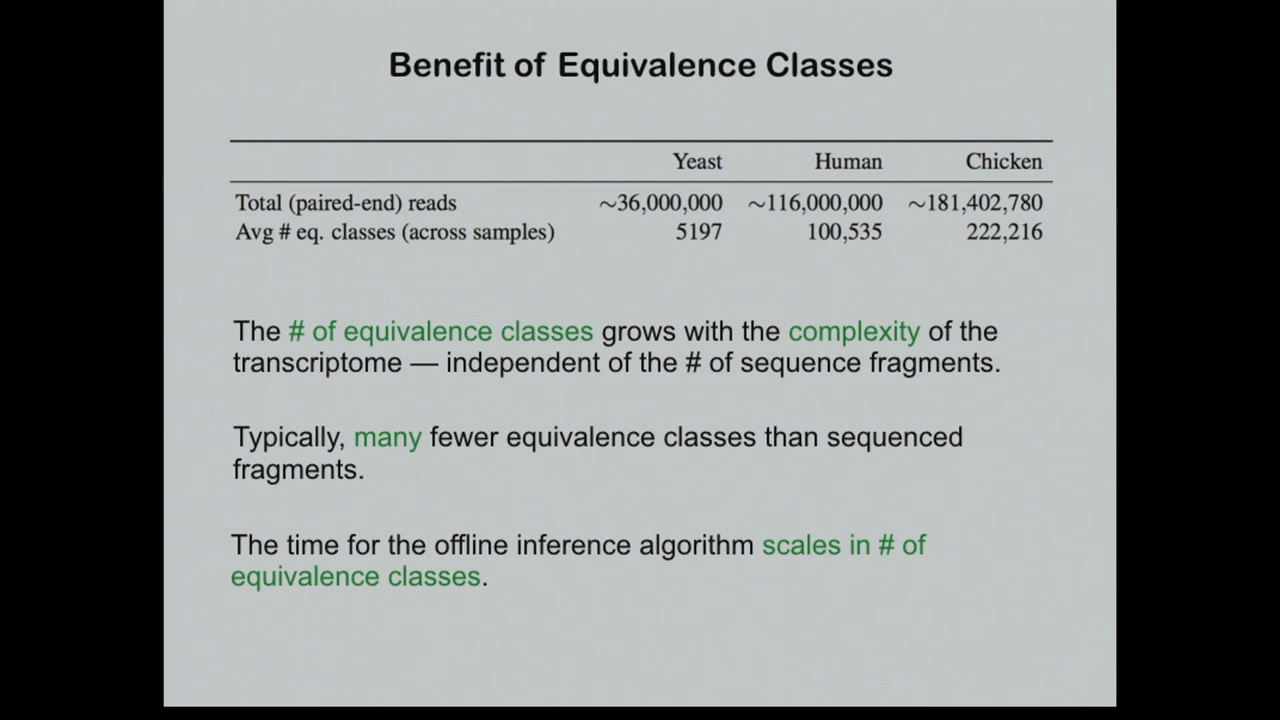 Benefit of Equivalence Classes
Yeast Human Chicken
Total (paired-end) reads ~36,000,000 ~116,000,000 ~181,402,780
Avg # eq. classes (across samples) 5197 100,535 222,216
The # of equivalence classes grows with the complexity of the
transcriptome — independent of the # of sequence fragments.
Typically, many fewer equivalence classes than sequenced
fragments.
The time for the offline inference algorithm scales in # of
equivalence classes.